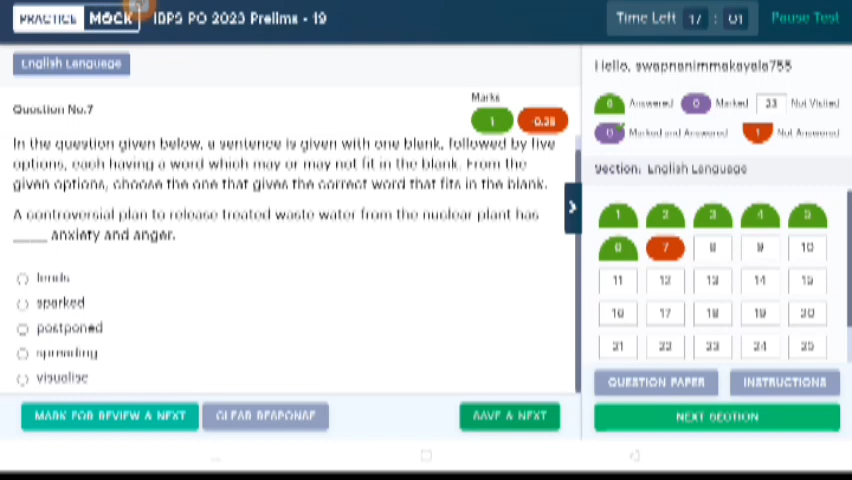 PRACTICE MOCK IBPS PO 2023 Prelims - 19
Time Left 17 : 01 Pause Test
English Language
Hello, swapnanimmakayala755
Question No.7
Marks
1 0.25
6 Answered 0 Marked 33 Not Visited
0 Marked and Answered 1 Not Answered
In the question given below, a sentence is given with one blank, followed by five
options, each having a word which may or may not fit in the blank. From the
given options, choose the one that gives the correct word that fits in the blank.
A controversial plan to release treated waste water from the nuclear plant has
_____ anxiety and anger.
lends
sparked
postponed
spreading
visualise
Section: English Language
1 2 3 4 5
6 7 8 9 10
11 12 13 14 15
16 17 18 19 20
21 22 23 24 25
QUESTION PAPER INSTRUCTIONS
MARK FOR REVIEW & NEXT CLEAR RESPONSE SAVE & NEXT
NEXT SECTION